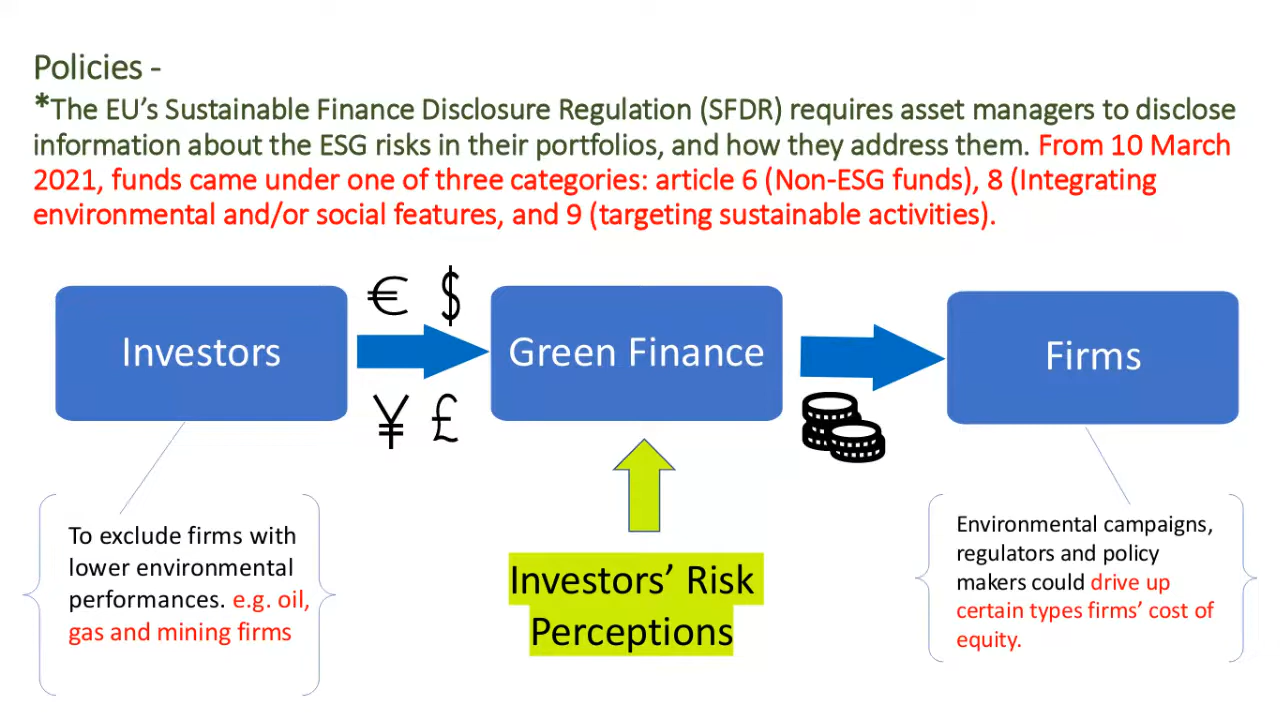 Policies -
*The EU’s Sustainable Finance Disclosure Regulation (SFDR) requires asset managers to disclose
information about the ESG risks in their portfolios, and how they address them. From 10 March
2021, funds came under one of three categories: article 6 (Non-ESG funds), 8 (Integrating
environmental and/or social features, and 9 (targeting sustainable activities).
€ $
Investors
Green Finance
Firms
¥ £
To exclude firms with
lower environmental
performances. e.g. oil,
gas and mining firms
Investors’ Risk
Perceptions
Environmental campaigns,
regulators and policy
makers could drive up
certain types firms’ cost of
equity.